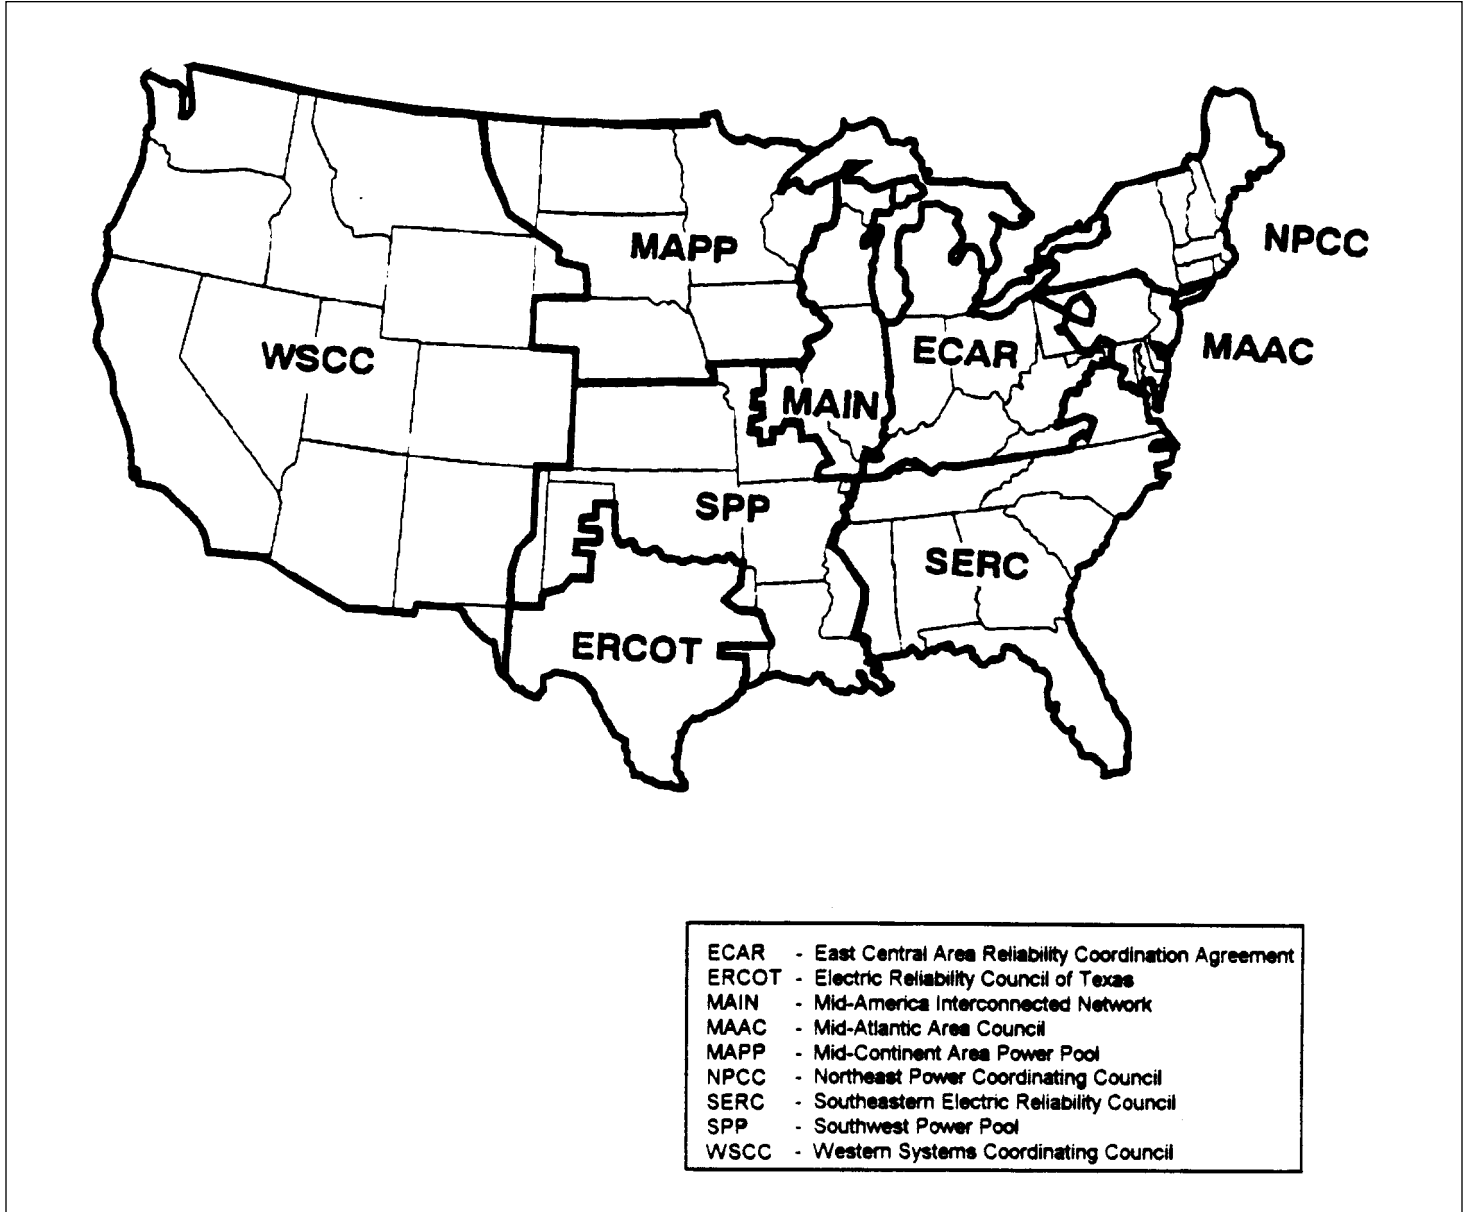 MAPP
NPCC
WSCC
ECAR
MAAC
MAIN
SPP
SERC
ERCOT
ECAR - East Central Area Reliability Coordination Agreement
ERCOT - Electric Reliability Council of Texas
MAIN - Mid-America Interconnected Network
MAAC - Mid-Atlantic Area Council
MAPP - Mid-Continent Area Power Pool
NPCC - Northeast Power Coordinating Council
SERC - Southeastern Electric Reliability Council
SPP - Southwest Power Pool
WSCC - Western Systems Coordinating Council